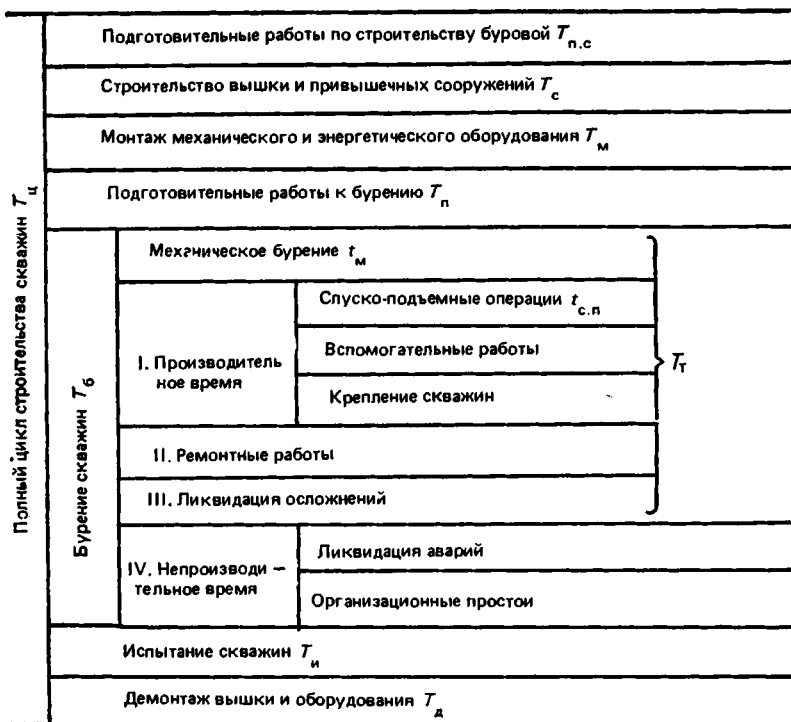 Полный цикл строительства скважин Tц
Подготовительные работы по строительству буровой Tп.с
Строительство вышки и привышечных сооружений Tс
Монтаж механического и энергетического оборудования Tм
Подготовительные работы к бурению Tп
Бурение скважин Tб
Механическое бурение tм
I. Производитель
ное время
Спуско-подъемные операции tс.п
Вспомогательные работы
Крепление скважин
Tт
II. Ремонтные работы
III. Ликвидация осложнений
IV. Непроизводи-
тельное время
Ликвидация аварий
Организационные простои
Испытание скважин Tи
Демонтаж вышки и оборудования Tд